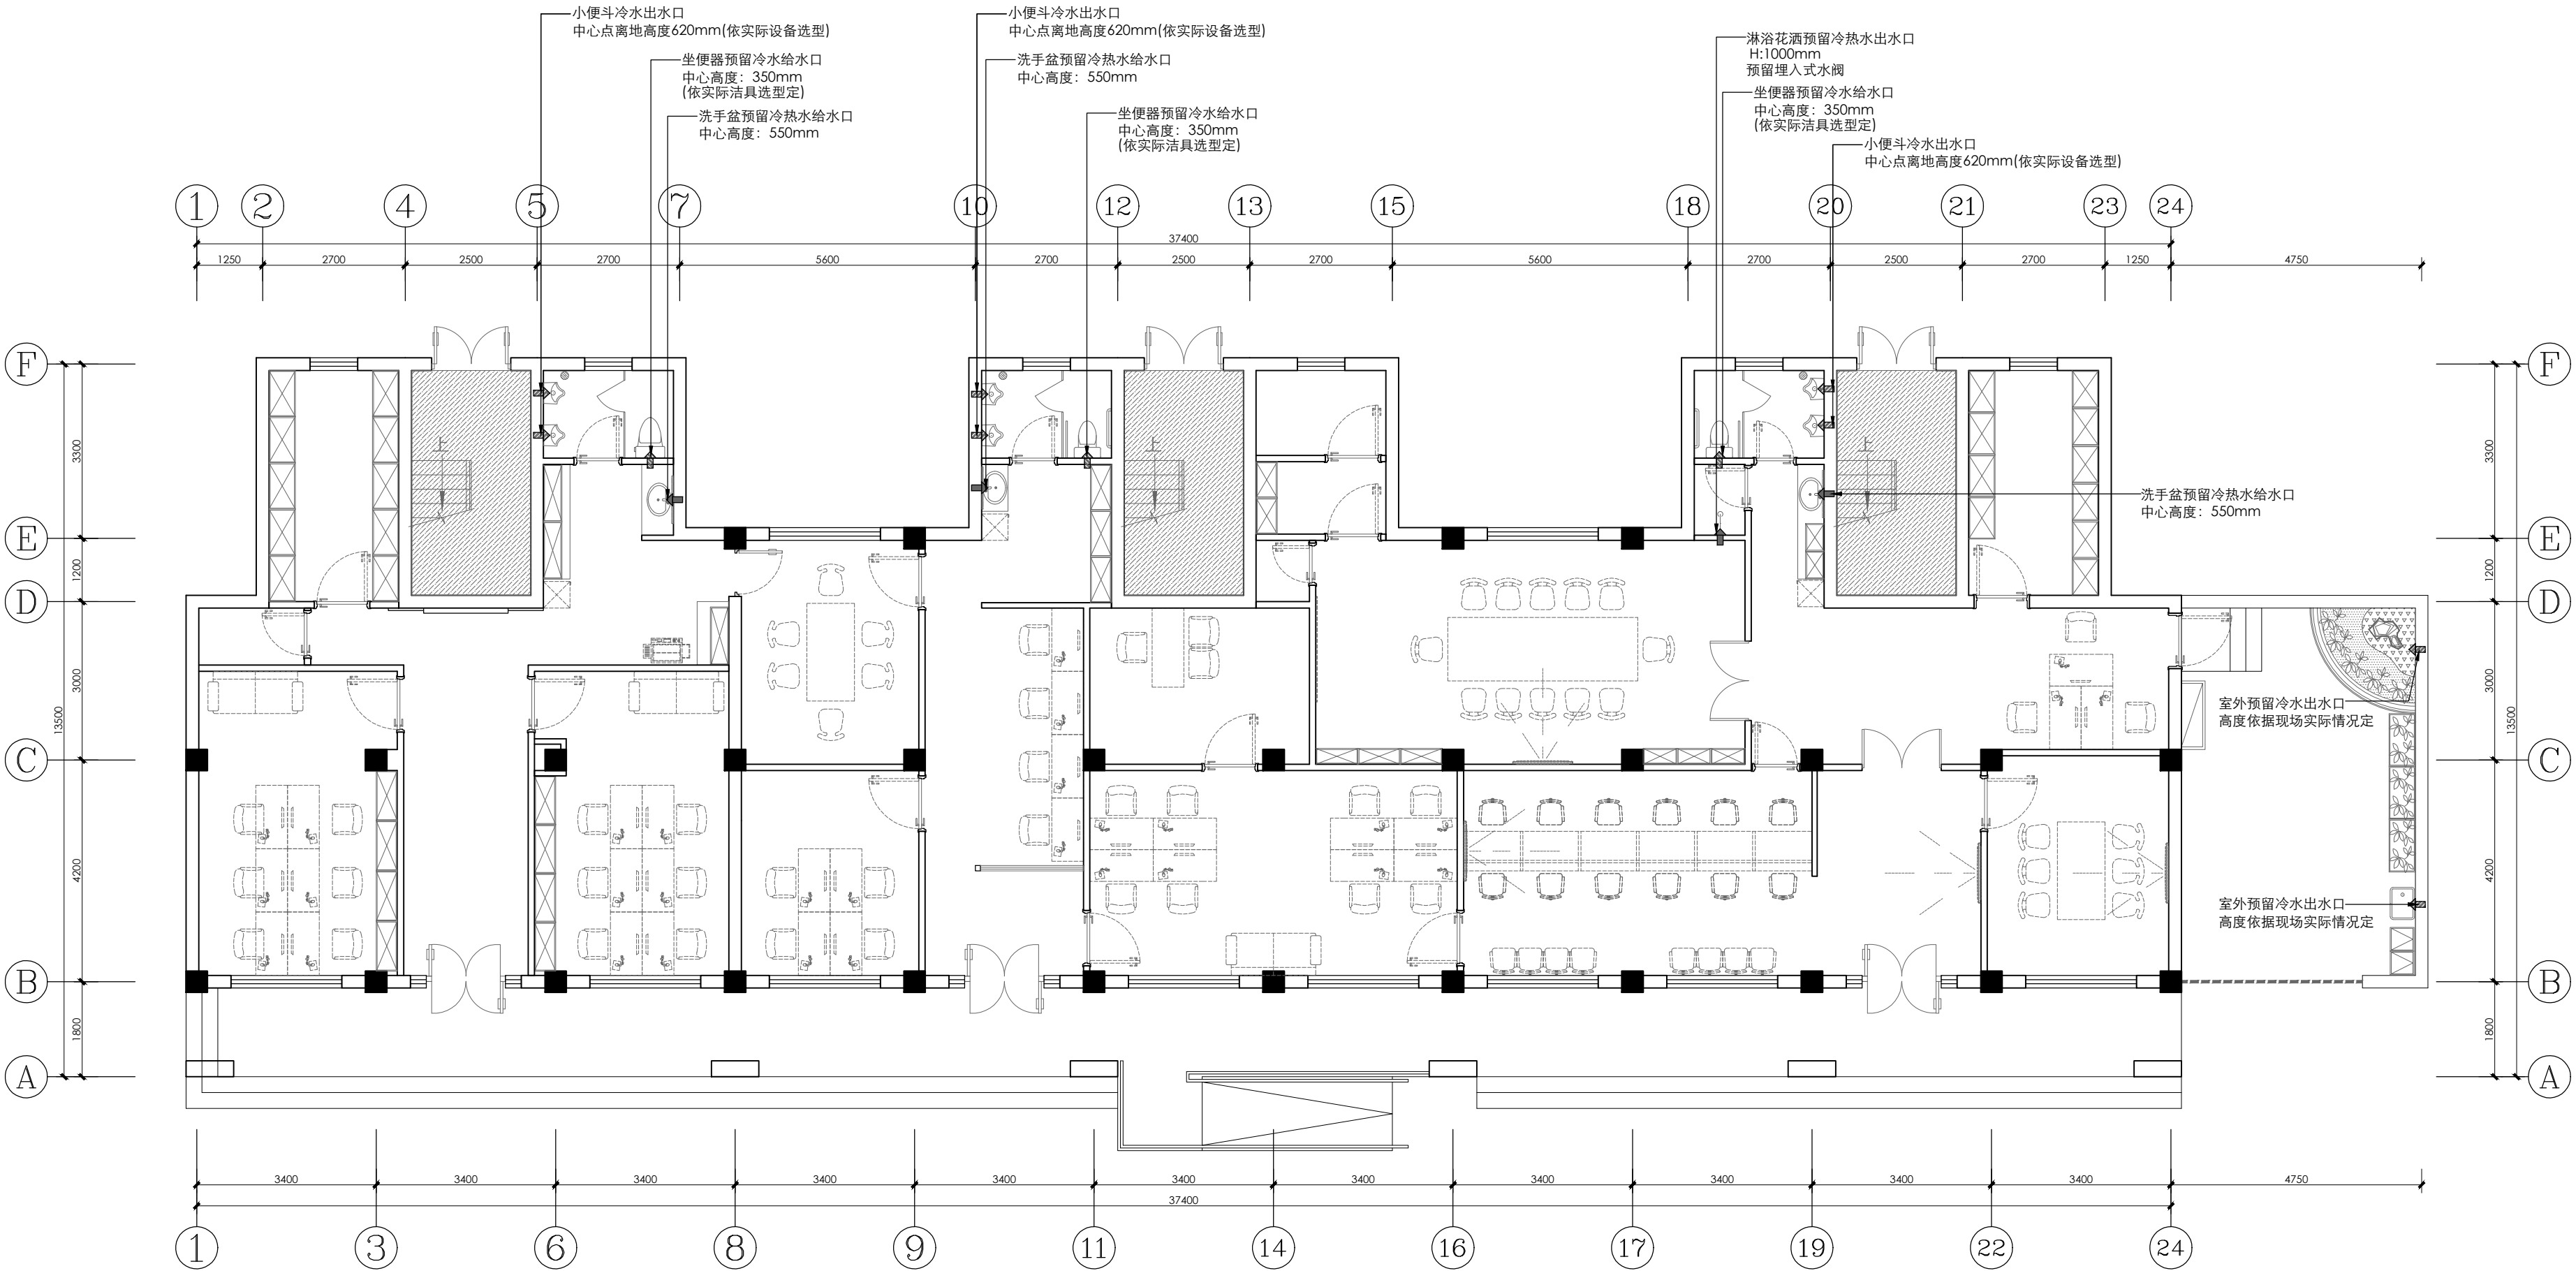 小便斗冷水出水口
中心点离地高度620mm(依实际设备选型)
坐便器预留冷水给水口
中心高度：350mm
(依实际洁具选型定)
洗手盆预留冷热水给水口
中心高度：550mm
小便斗冷水出水口
中心点离地高度620mm(依实际设备选型)
洗手盆预留冷热水给水口
中心高度：550mm
坐便器预留冷水给水口
中心高度：350mm
(依实际洁具选型定)
淋浴花洒预留冷热水出水口
H:1000mm
预留埋入式水阀
坐便器预留冷水给水口
中心高度：350mm
(依实际洁具选型定)
小便斗冷水出水口
中心点离地高度620mm(依实际设备选型)
1 2 4 5 7 10 12 13 15 18 20 21 23 24
37400
1250 2700 2500 2700 5600 2700 2500 2700 5600 2700 2500 2700 1250 4750
F
F
3300
3300
上
上
洗手盆预留冷热水给水口
中心高度：550mm
E
E
1200
1200
D
D
3000
3000
13500
13500
室外预留冷水出水口
高度依据现场实际情况定
C
C
4200
4200
室外预留冷水出水口
高度依据现场实际情况定
B
B
1800
1800
A
A
3400 3400 3400 3400 3400 3400 3400 3400 3400 3400 3400 4750
37400
1 3 6 8 9 11 14 16 17 19 22 24